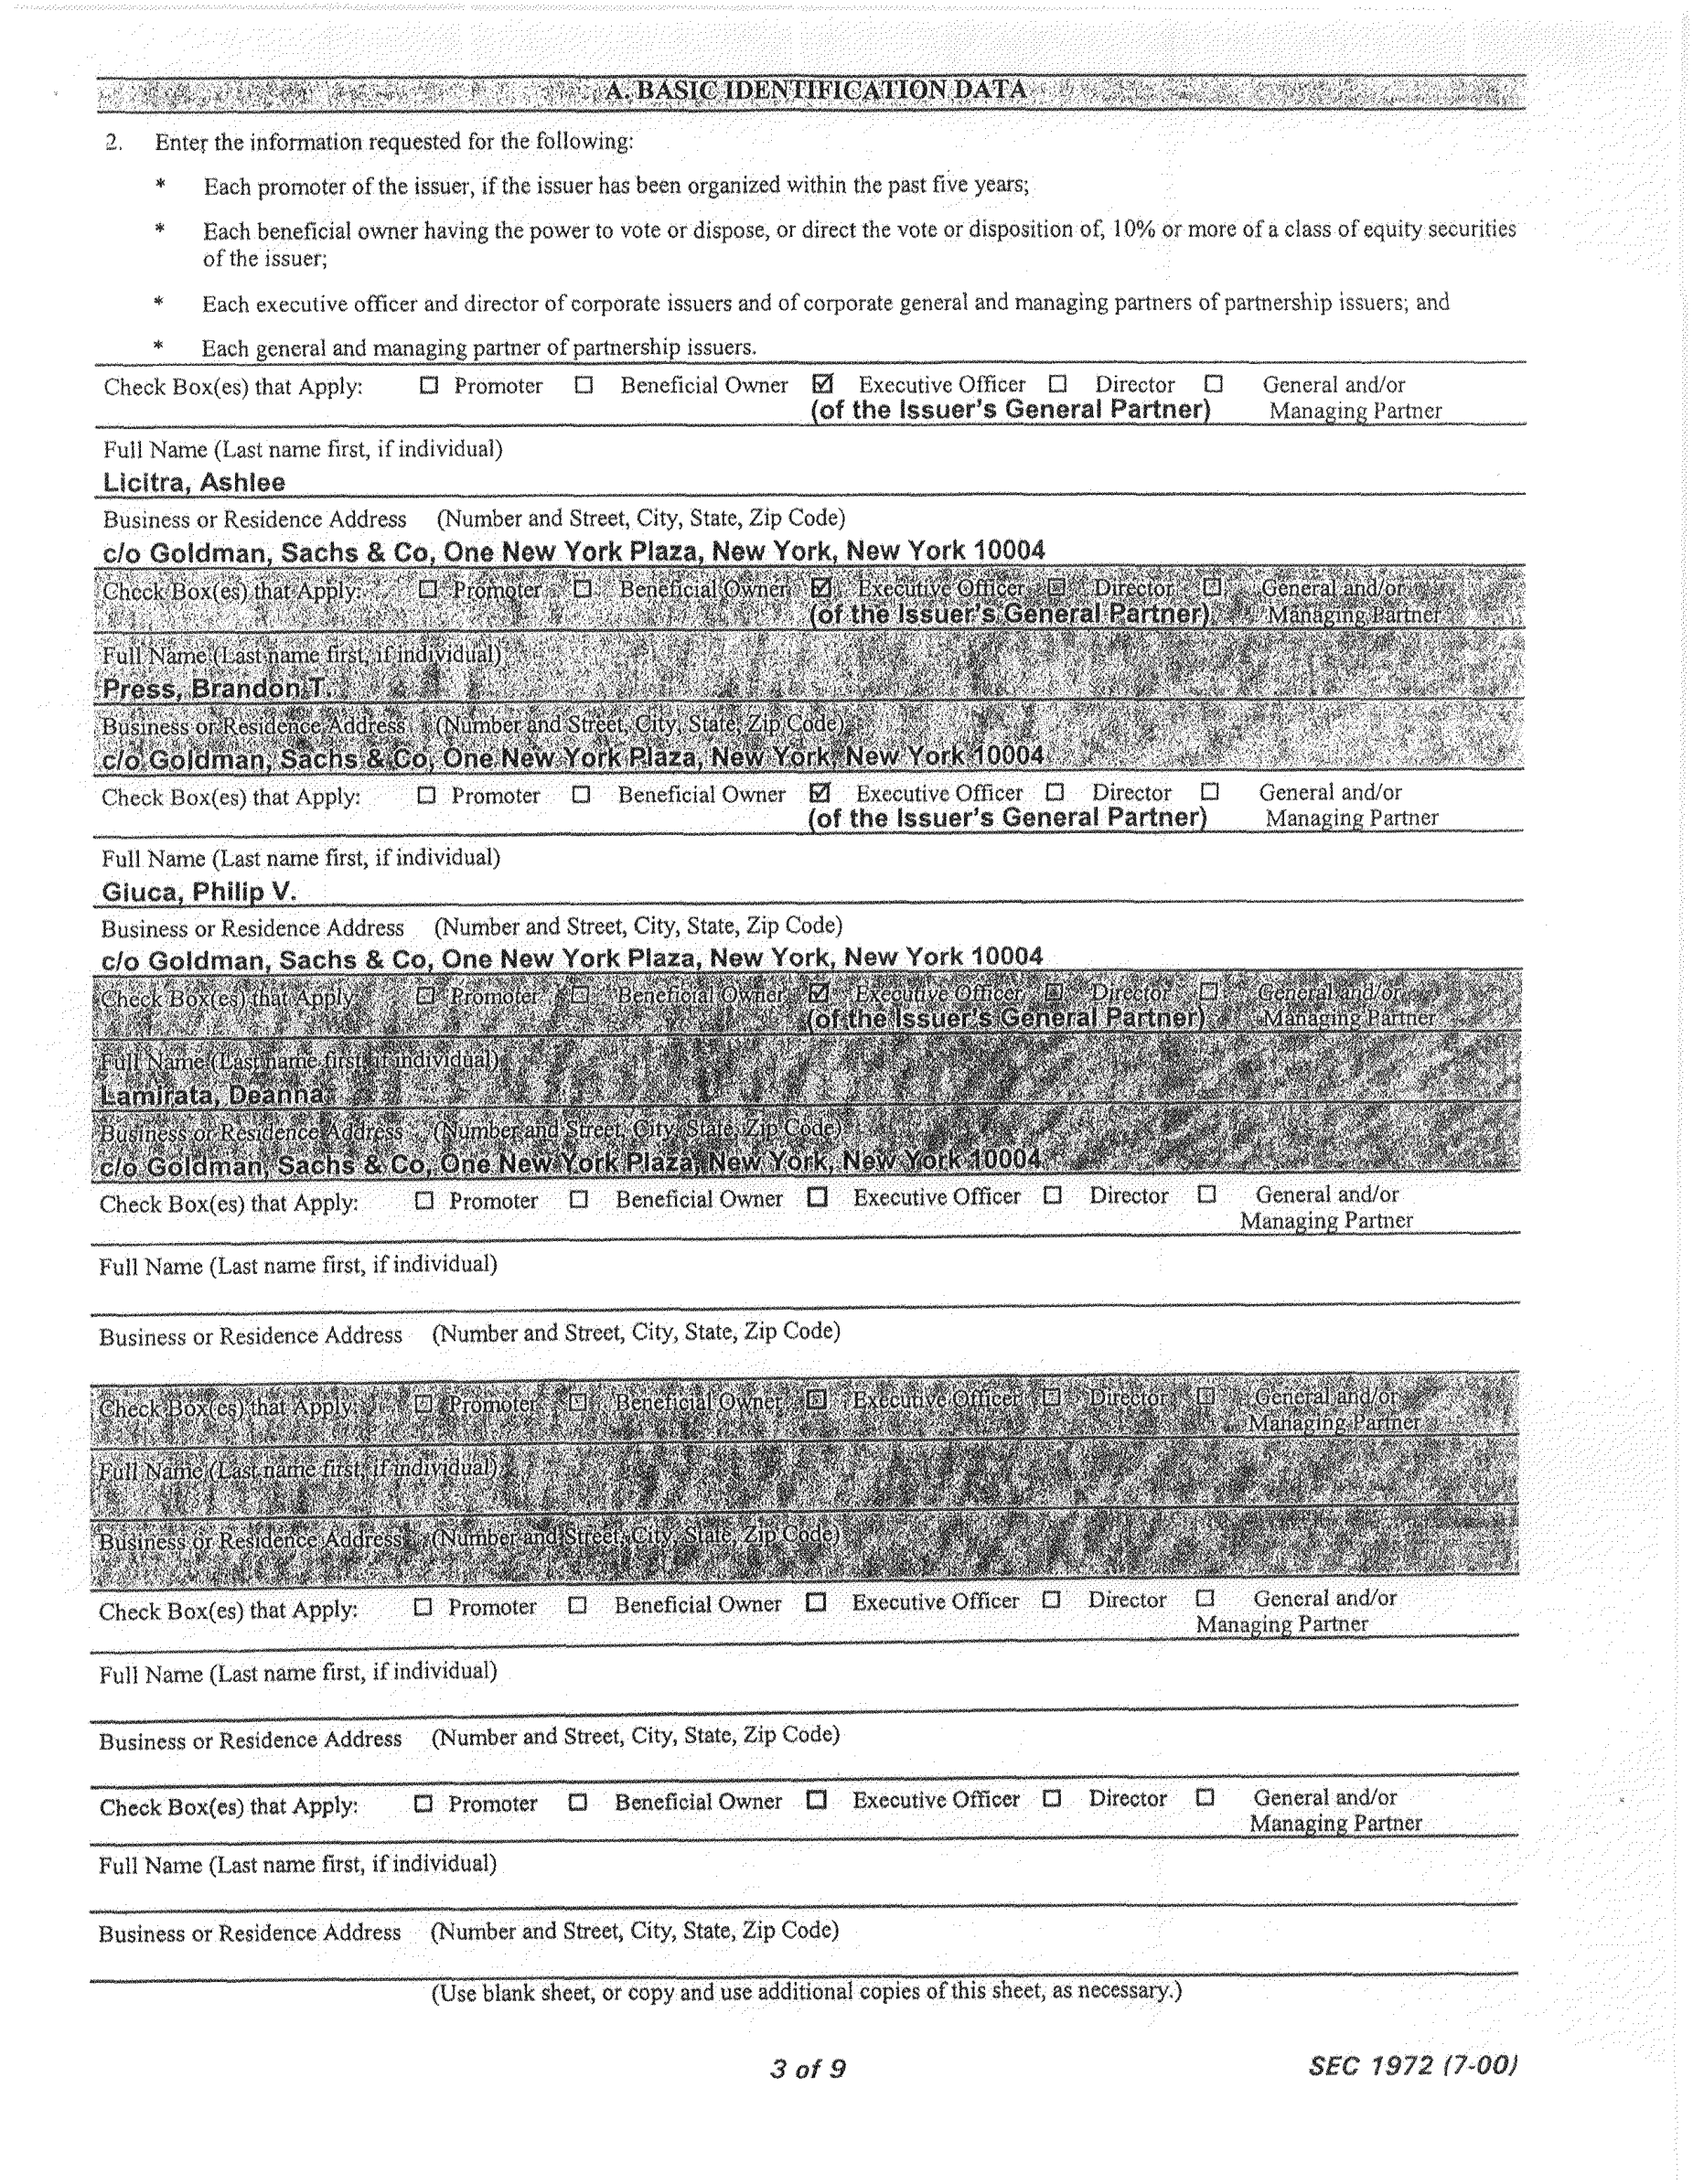 A. BASIC IDENTIFICATION DATA
2. Enter the information requested for the following:
* Each promoter of the issuer, if the issuer has been organized within the past five years;
* Each beneficial owner having the power to vote or dispose, or direct the vote or disposition of, 10% or more of a class of equity securities
of the issuer;
* Each executive officer and director of corporate issuers and of corporate general and managing partners of partnership issuers; and
* Each general and managing partner of partnership issuers.
Check Box(es) that Apply: ☐ Promoter ☐ Beneficial Owner ☑ Executive Officer ☐ Director ☐ General and/or
(of the Issuer's General Partner) Managing Partner
Full Name (Last name first, if individual)
Licitra, Ashlee
Business or Residence Address (Number and Street, City, State, Zip Code)
c/o Goldman, Sachs & Co, One New York Plaza, New York, New York 10004
Check Box(es) that Apply: ☐ Promoter ☐ Beneficial Owner ☑ Executive Officer ☐ Director ☐ General and/or
(of the Issuer's General Partner) Managing Partner
Full Name (Last name first, if individual)
Press, Brandon T.
Business or Residence Address (Number and Street, City, State, Zip Code)
c/o Goldman, Sachs & Co, One New York Plaza, New York, New York 10004
Check Box(es) that Apply: ☐ Promoter ☐ Beneficial Owner ☑ Executive Officer ☐ Director ☐ General and/or
(of the Issuer's General Partner) Managing Partner
Full Name (Last name first, if individual)
Giuca, Philip V.
Business or Residence Address (Number and Street, City, State, Zip Code)
c/o Goldman, Sachs & Co, One New York Plaza, New York, New York 10004
Check Box(es) that Apply ☐ Promoter ☐ Beneficial Owner ☑ Executive Officer ☐ Director ☐ General and/or
(of the Issuer's General Partner) Managing Partner
Full Name (Last name first, if individual)
Lamirata, Deanna
Business or Residence Address (Number and Street, City, State, Zip Code)
c/o Goldman, Sachs & Co, One New York Plaza, New York, New York 10004
Check Box(es) that Apply: ☐ Promoter ☐ Beneficial Owner ☐ Executive Officer ☐ Director ☐ General and/or
Managing Partner
Full Name (Last name first, if individual)
Business or Residence Address (Number and Street, City, State, Zip Code)
Check Box(es) that Apply: ☐ Promoter ☐ Beneficial Owner ☐ Executive Officer ☐ Director ☐ General and/or
Managing Partner
Full Name (Last name first, if individual)
Business or Residence Address (Number and Street, City, State, Zip Code)
Check Box(es) that Apply: ☐ Promoter ☐ Beneficial Owner ☐ Executive Officer ☐ Director ☐ General and/or
Managing Partner
Full Name (Last name first, if individual)
Business or Residence Address (Number and Street, City, State, Zip Code)
Check Box(es) that Apply: ☐ Promoter ☐ Beneficial Owner ☐ Executive Officer ☐ Director ☐ General and/or
Managing Partner
Full Name (Last name first, if individual)
Business or Residence Address (Number and Street, City, State, Zip Code)
(Use blank sheet, or copy and use additional copies of this sheet, as necessary.)
3 of 9 SEC 1972 (7-00)